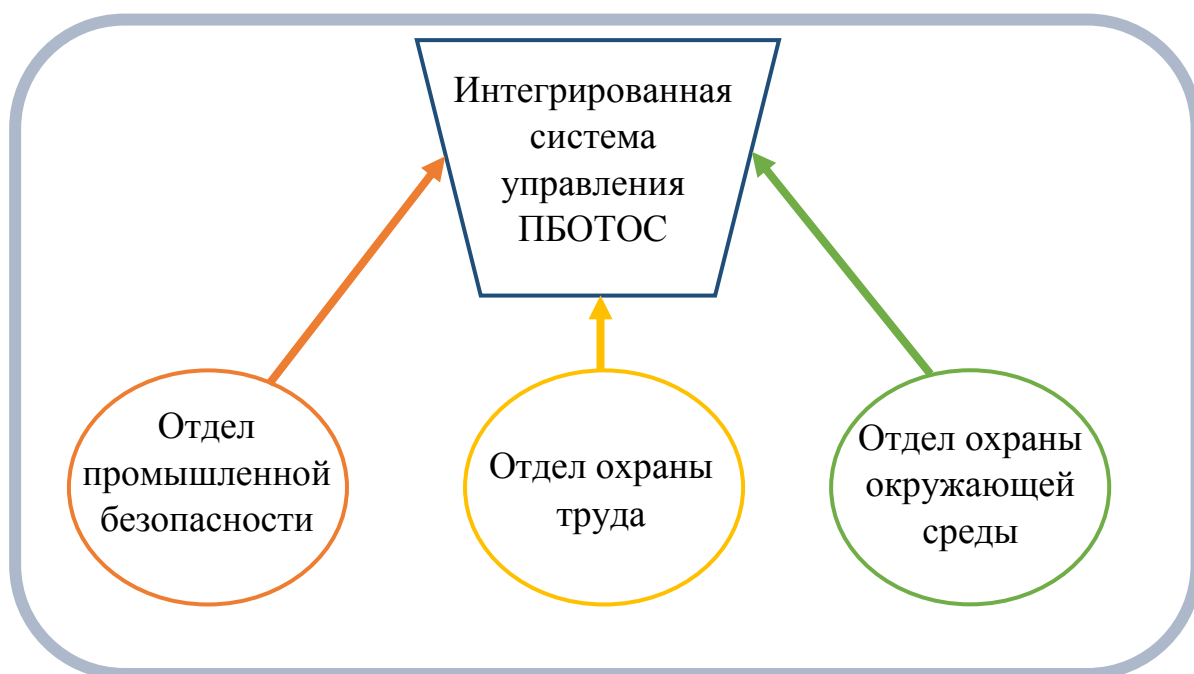 Интегрированная
система
управления
ПБОТОС
Отдел
промышленной
безопасности
Отдел охраны
труда
Отдел охраны
окружающей
среды